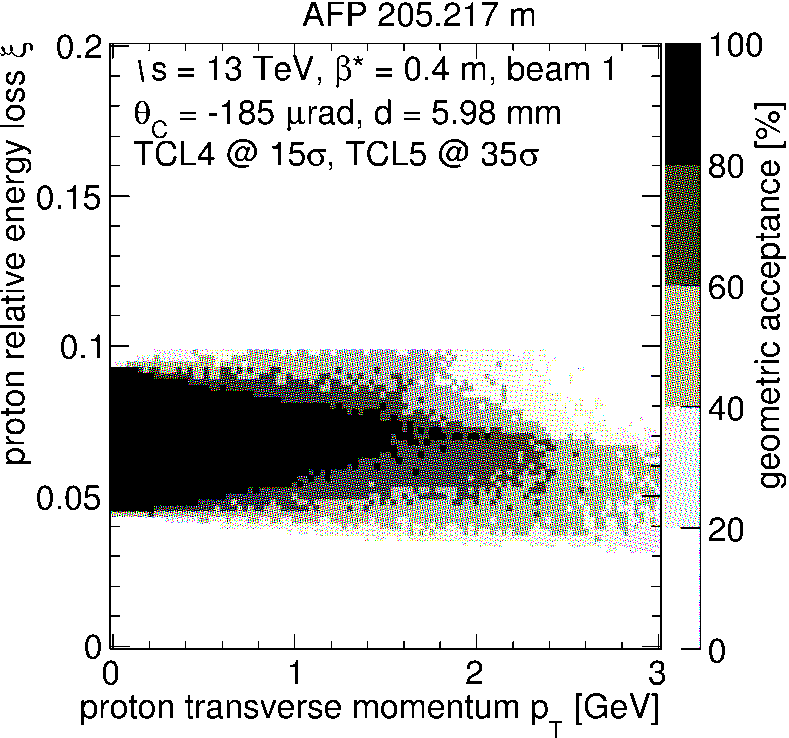 AFP 205.217 m
\s = 13 TeV, β* = 0.4 m, beam 1
θC = -185 μrad, d = 5.98 mm
TCL4 @ 15σ, TCL5 @ 35σ
proton relative energy loss ξ
0.2
0.15
0.1
0.05
0
0 1 2 3
proton transverse momentum pT [GeV]
100
80
60
40
20
0
geometric acceptance [%]